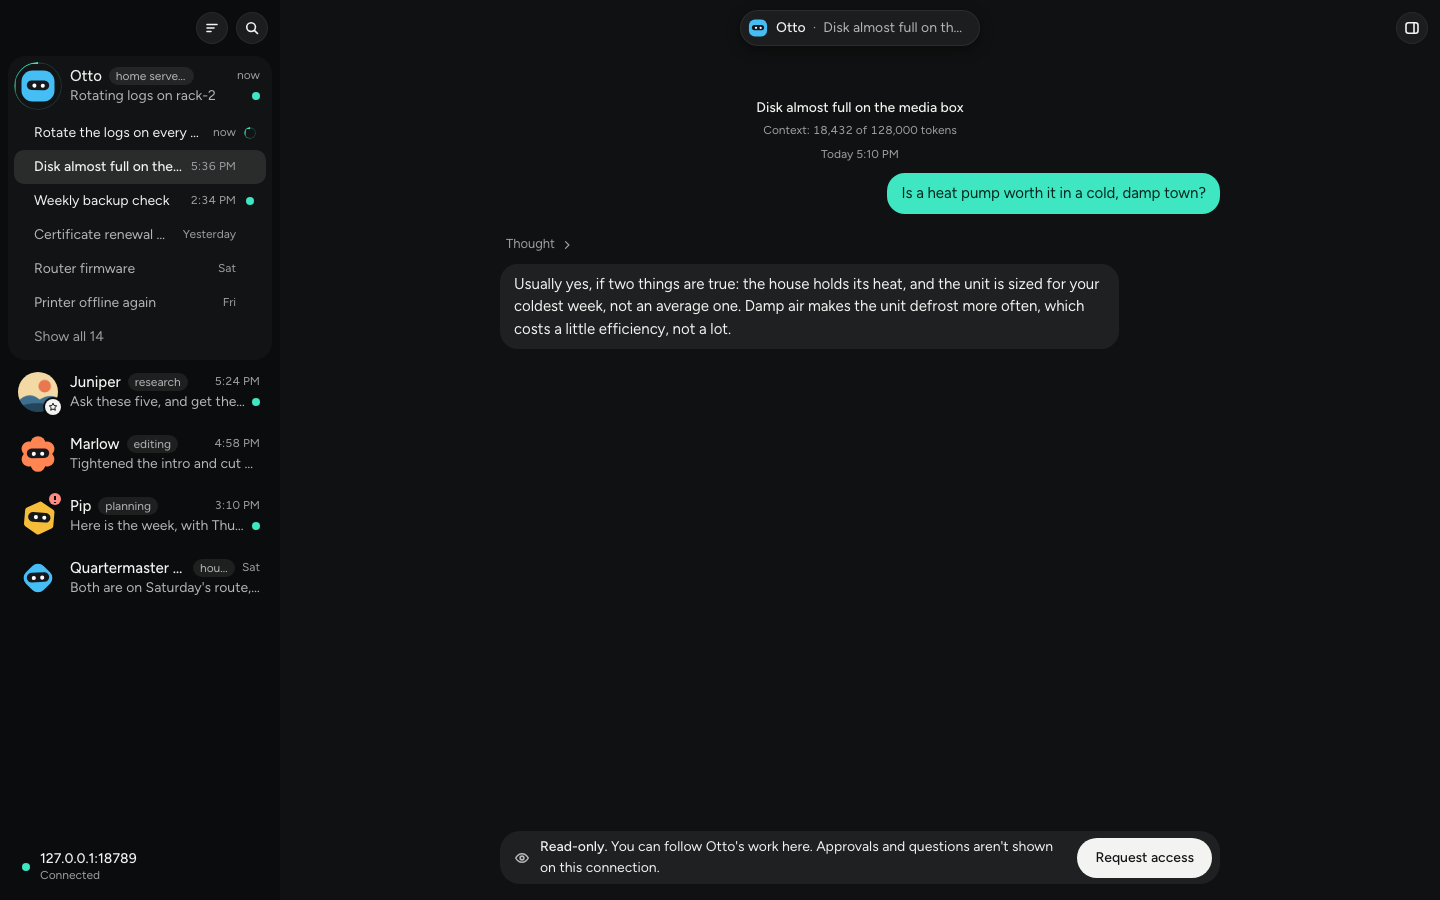 Otto home serve... now
Rotating logs on rack-2
Rotate the logs on every ... now
Disk almost full on the... 5:36 PM
Weekly backup check 2:34 PM
Certificate renewal ... Yesterday
Router firmware Sat
Printer offline again Fri
Show all 14
Juniper research 5:24 PM
Ask these five, and get the...
Marlow editing 4:58 PM
Tightened the intro and cut ...
Pip planning 3:10 PM
Here is the week, with Thu...
Quartermaster ... hou... Sat
Both are on Saturday's route,...
127.0.0.1:18789
Connected
Otto · Disk almost full on th...
Disk almost full on the media box
Context: 18,432 of 128,000 tokens
Today 5:10 PM
Is a heat pump worth it in a cold, damp town?
Thought
Usually yes, if two things are true: the house holds its heat, and the unit is sized for your
coldest week, not an average one. Damp air makes the unit defrost more often, which
costs a little efficiency, not a lot.
Read-only. You can follow Otto's work here. Approvals and questions aren't shown
on this connection.
Request access